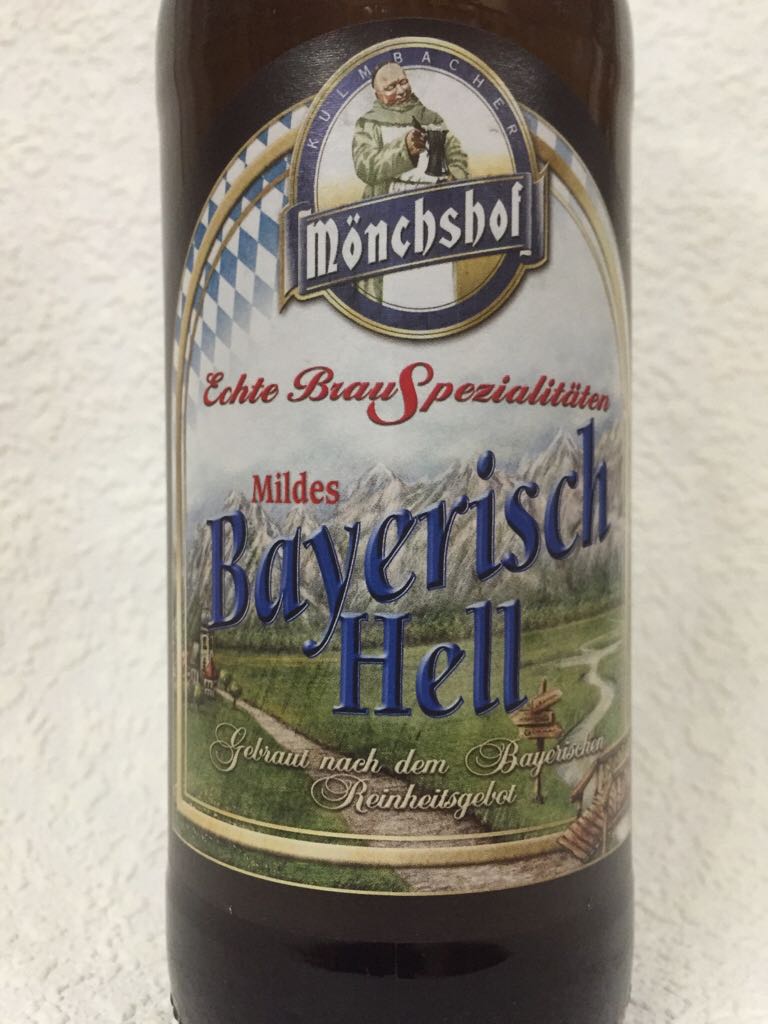 KULMBACHER
Mönchshof
Echte BrauSpezialitäten
Mildes
Bayerisch
Hell
Gebraut nach dem Bayerischen
Reinheitsgebot